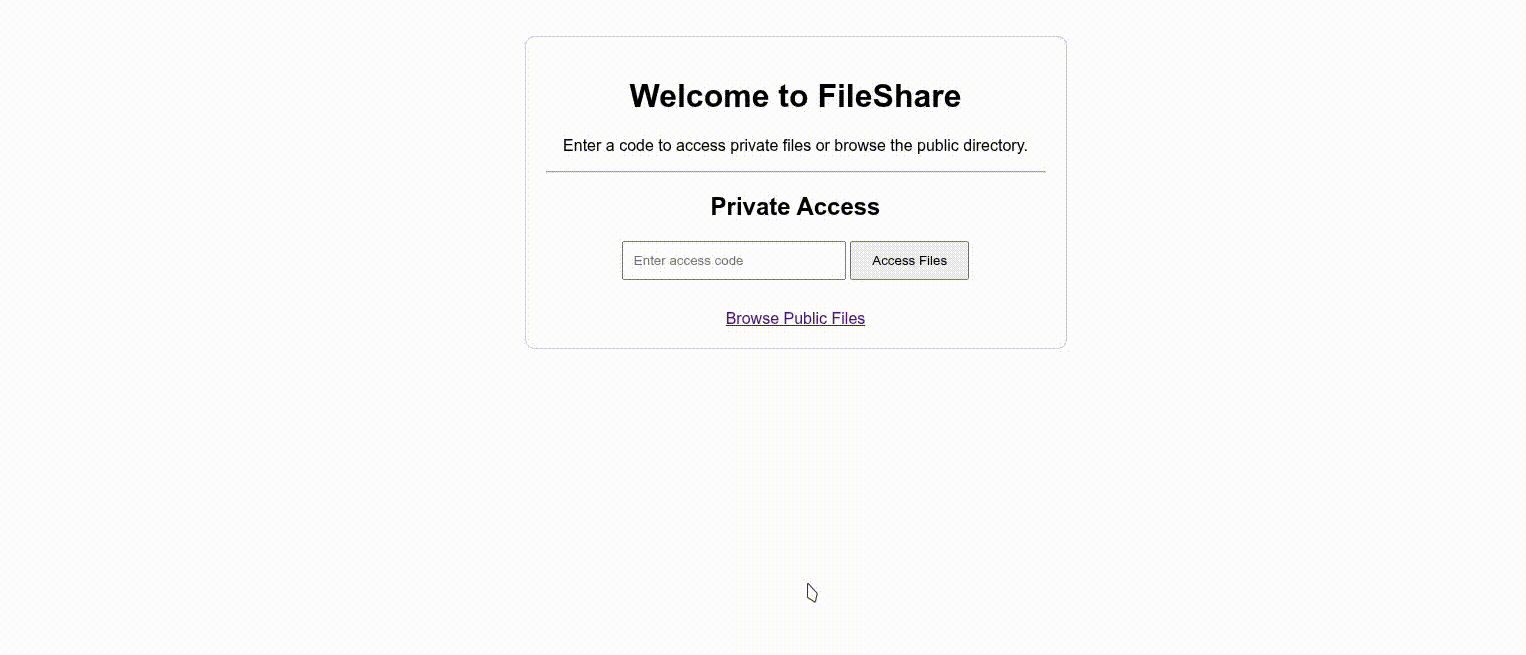 Welcome to FileShare
Enter a code to access private files or browse the public directory.
Private Access
Enter access code
Access Files
Browse Public Files